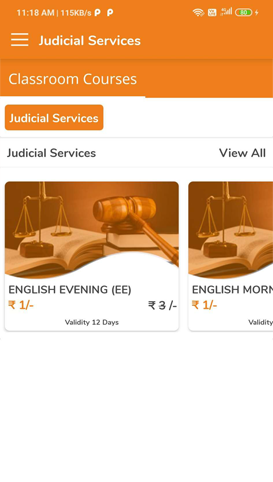 11:18 AM | 115KB/s P P
Judicial Services
Classroom Courses
Judicial Services
Judicial Services View All
ENGLISH EVENING (EE) ENGLISH MORN
₹ 1/- ₹ 3 /- ₹ 1/-
Validity 12 Days Validity